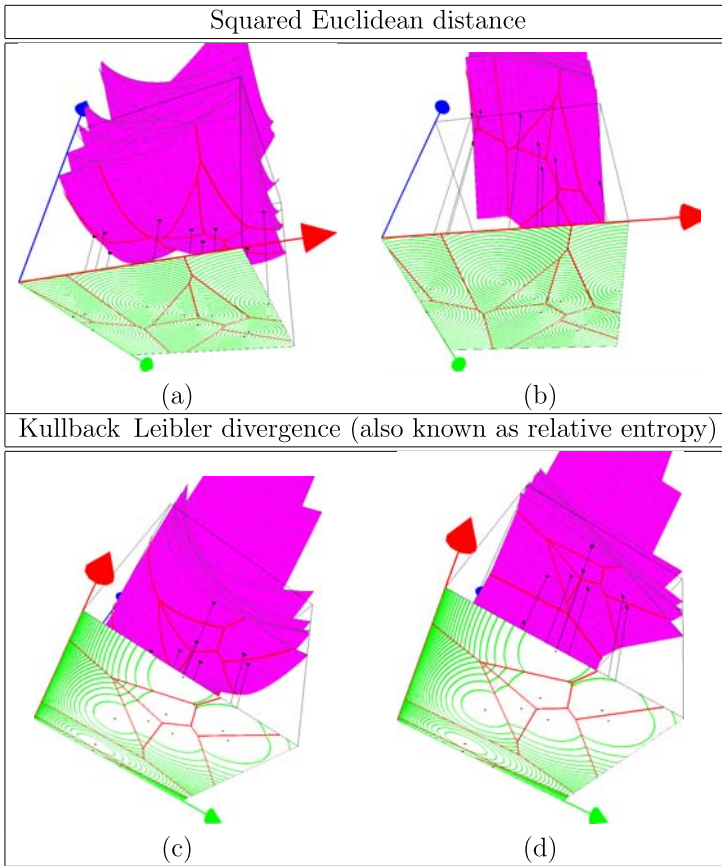 Squared Euclidean distance
(a)
(b)
Kullback Leibler divergence (also known as relative entropy)
(c)
(d)